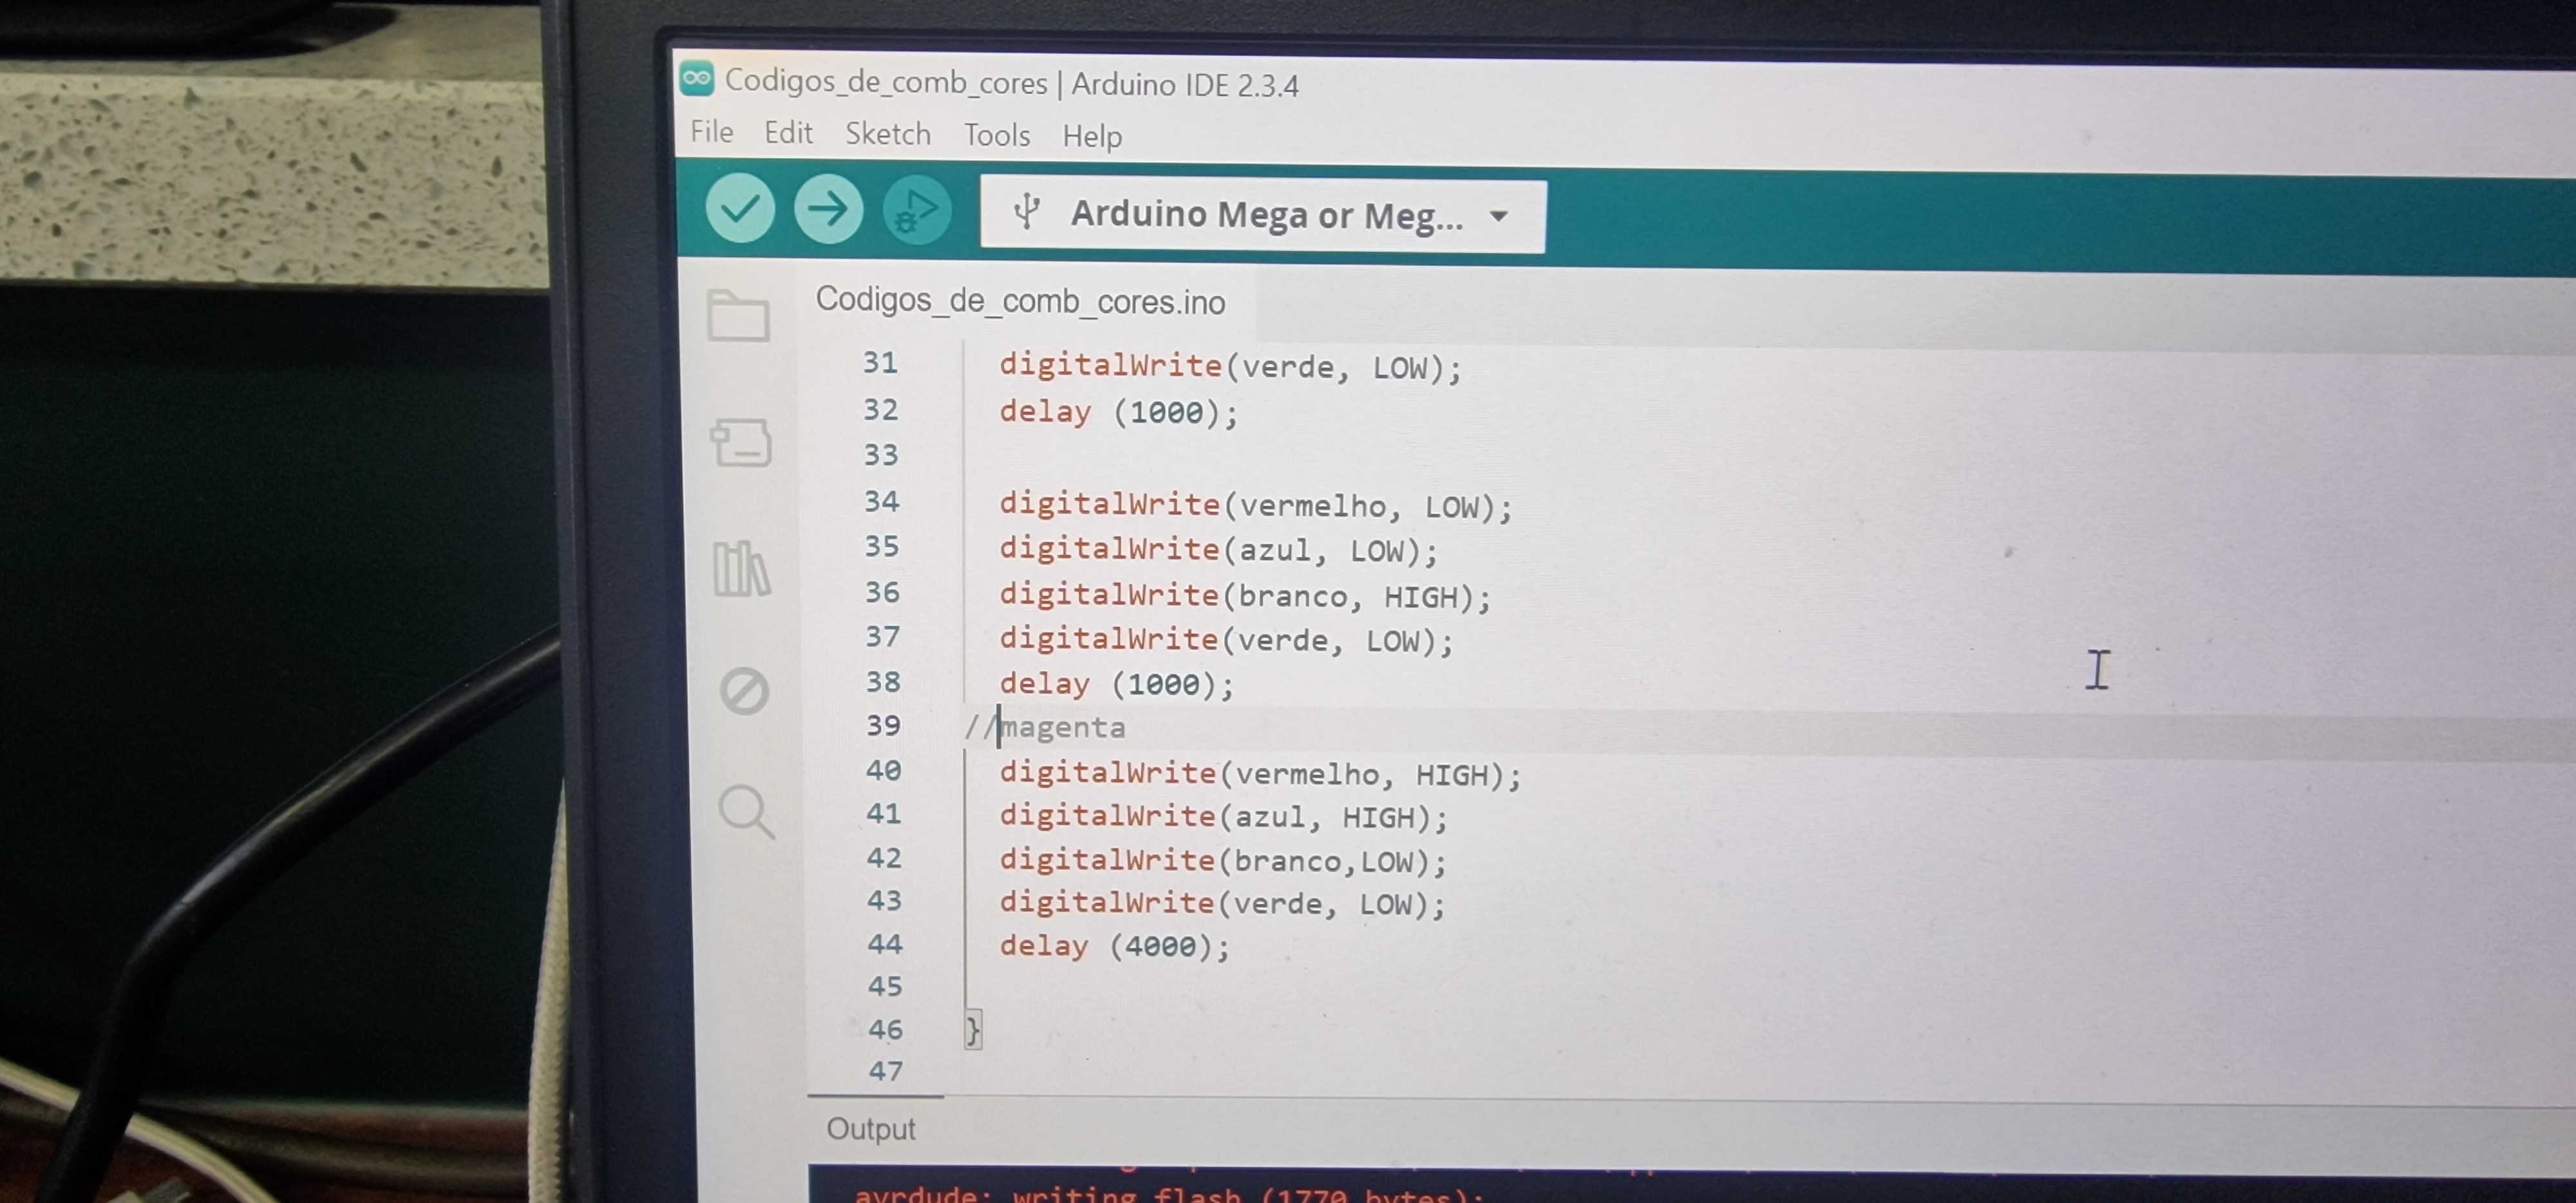 Codigos_de_comb_cores | Arduino IDE 2.3.4
File Edit Sketch Tools Help
Arduino Mega or Meg...
Codigos_de_comb_cores.ino
31 digitalWrite(verde, LOW);
32 delay (1000);
33
34 digitalWrite(vermelho, LOW);
35 digitalWrite(azul, LOW);
36 digitalWrite(branco, HIGH);
37 digitalWrite(verde, LOW);
38 delay (1000);
39 //magenta
40 digitalWrite(vermelho, HIGH);
41 digitalWrite(azul, HIGH);
42 digitalWrite(branco,LOW);
43 digitalWrite(verde, LOW);
44 delay (4000);
45
46 }
47
Output
avrdude: writing flash (1770 bytes):